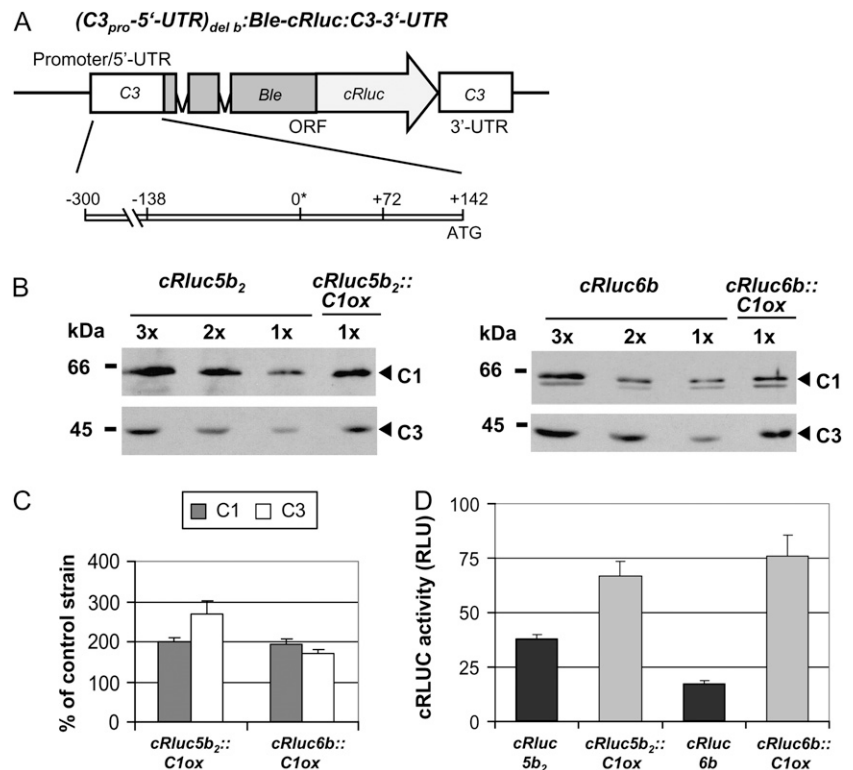 A (C3pro-5‘-UTR)del b:Ble-cRluc:C3-3‘-UTR
Promoter/5’-UTR
C3 Ble cRluc C3
ORF 3’-UTR
-300 -138 0* +72 +142
ATG
B
cRluc5b2 cRluc5b2::
C1ox
kDa 3x 2x 1x 1x
66 C1
45 C3
cRluc6b cRluc6b::
C1ox
3x 2x 1x 1x
66 C1
45 C3
C
C1 C3
% of control strain
400
300
200
100
0
cRluc5b2::
C1ox
cRluc6b::
C1ox
D
cRLUC activity (RLU)
100
75
50
25
0
cRluc
5b2
cRluc5b2::
C1ox
cRluc
6b
cRluc6b::
C1ox